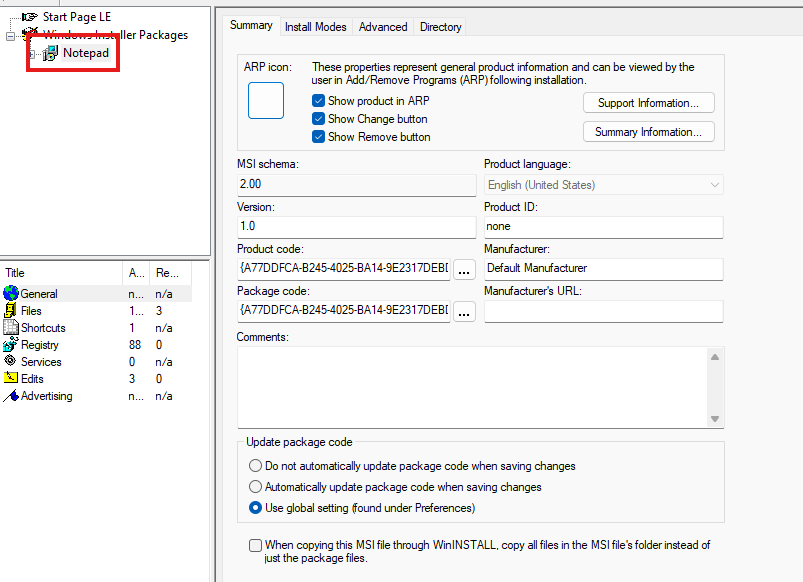 Start Page LE
Windows Installer Packages
Notepad
Title A... Re...
General n... n/a
Files 1... 3
Shortcuts 1 n/a
Registry 88 0
Services 0 n/a
Edits 3 0
Advertising n... n/a
Summary Install Modes Advanced Directory
ARP icon:
These properties represent general product information and can be viewed by the
user in Add/Remove Programs (ARP) following installation.
Show product in ARP
Show Change button
Show Remove button
Support Information...
Summary Information...
MSI schema: Product language:
2.00 English (United States)
Version: Product ID:
1.0 none
Product code: Manufacturer:
{A77DDFCA-B245-4025-BA14-9E2317DEBD ... Default Manufacturer
Package code: Manufacturer's URL:
{A77DDFCA-B245-4025-BA14-9E2317DEBD ...
Comments:
Update package code
Do not automatically update package code when saving changes
Automatically update package code when saving changes
Use global setting (found under Preferences)
When copying this MSI file through WinINSTALL, copy all files in the MSI file's folder instead of
just the package files.